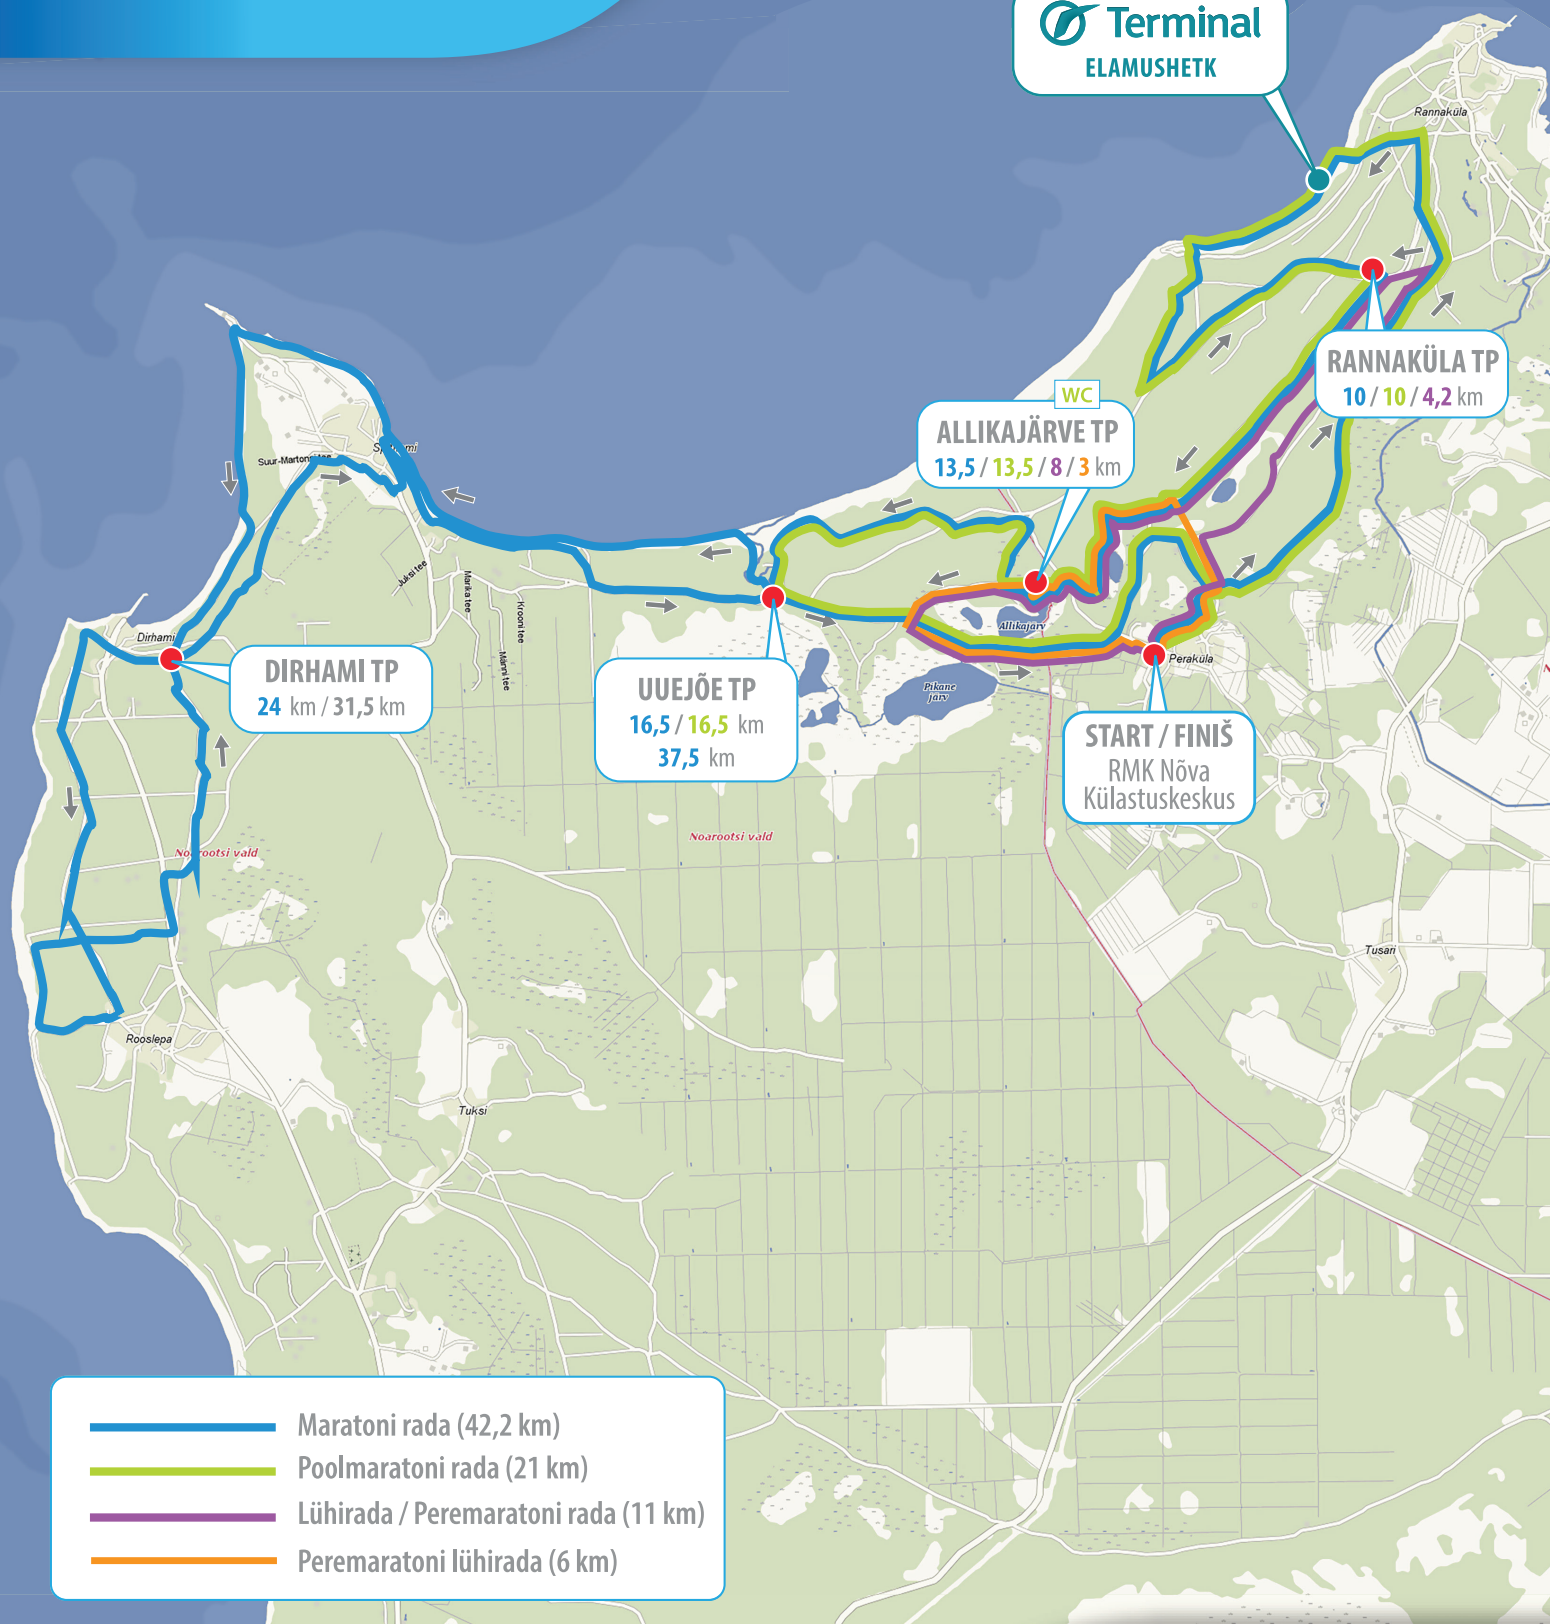 Terminal
ELAMUSHETK
Rannaküla
RANNAKÜLA TP
10 / 10 / 4,2 km
WC
ALLIKAJÄRVE TP
13,5 / 13,5 / 8 / 3 km
Suur-Martoni tee
Juksi tee
Marika tee
Krooni tee
Männi tee
Dirhami
DIRHAMI TP
24 km / 31,5 km
UUEJÕE TP
16,5 / 16,5 km
37,5 km
Allikajärv
Pikane
järv
Peraküla
START / FINIŠ
RMK Nõva
Külastuskeskus
Noarootsi vald
Noarootsi vald
Tusari
Rooslepa
Tuksi
Maratoni rada (42,2 km)
Poolmaratoni rada (21 km)
Lühirada / Peremaratoni rada (11 km)
Peremaratoni lühirada (6 km)